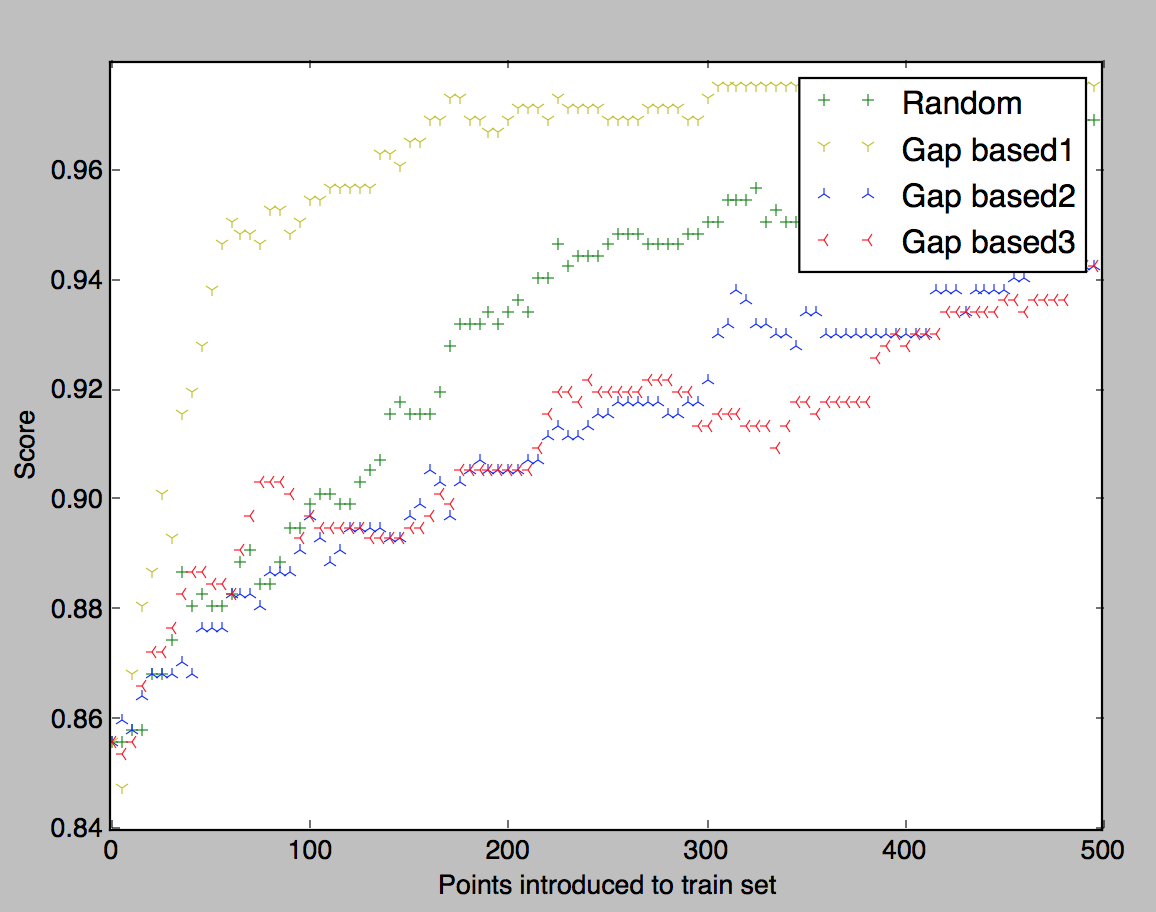 Random
Gap based1
Gap based2
Gap based3
0.96
0.94
0.92
0.90
0.88
0.86
0.84
Score
0 100 200 300 400 500
Points introduced to train set